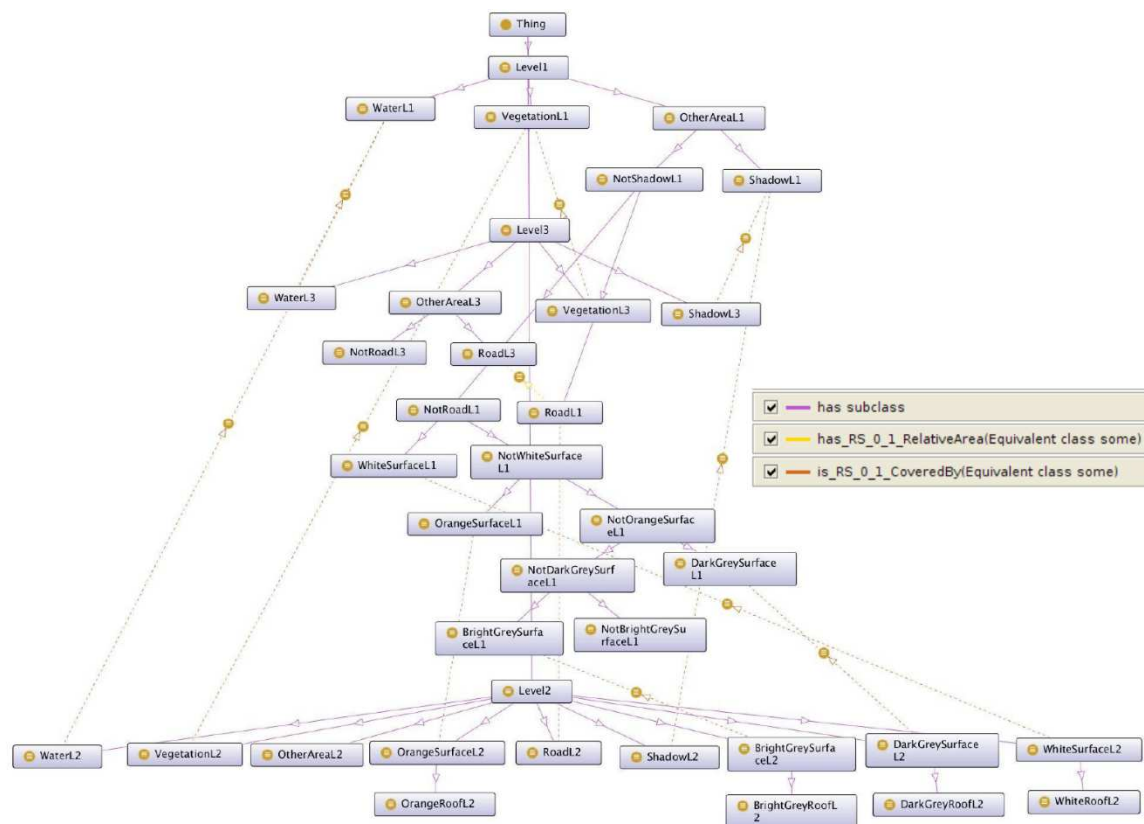 Thing
Level1
WaterL1
VegetationL1
OtherAreaL1
NotShadowL1
ShadowL1
Level3
WaterL3
OtherAreaL3
VegetationL3
ShadowL3
NotRoadL3
RoadL3
NotRoadL1
RoadL1
has subclass
has_RS_0_1_RelativeArea(Equivalent class some)
is_RS_0_1_CoveredBy(Equivalent class some)
WhiteSurfaceL1
NotWhiteSurface
L1
OrangeSurfaceL1
NotOrangeSurfac
eL1
NotDarkGreySurf
aceL1
DarkGreySurface
L1
BrightGreySurfa
ceL1
NotBrightGreySu
rfaceL1
Level2
WaterL2
VegetationL2
OtherAreaL2
OrangeSurfaceL2
RoadL2
ShadowL2
BrightGreySurfa
ceL2
DarkGreySurface
L2
WhiteSurfaceL2
OrangeRoofL2
BrightGreyRoofL
2
DarkGreyRoofL2
WhiteRoofL2